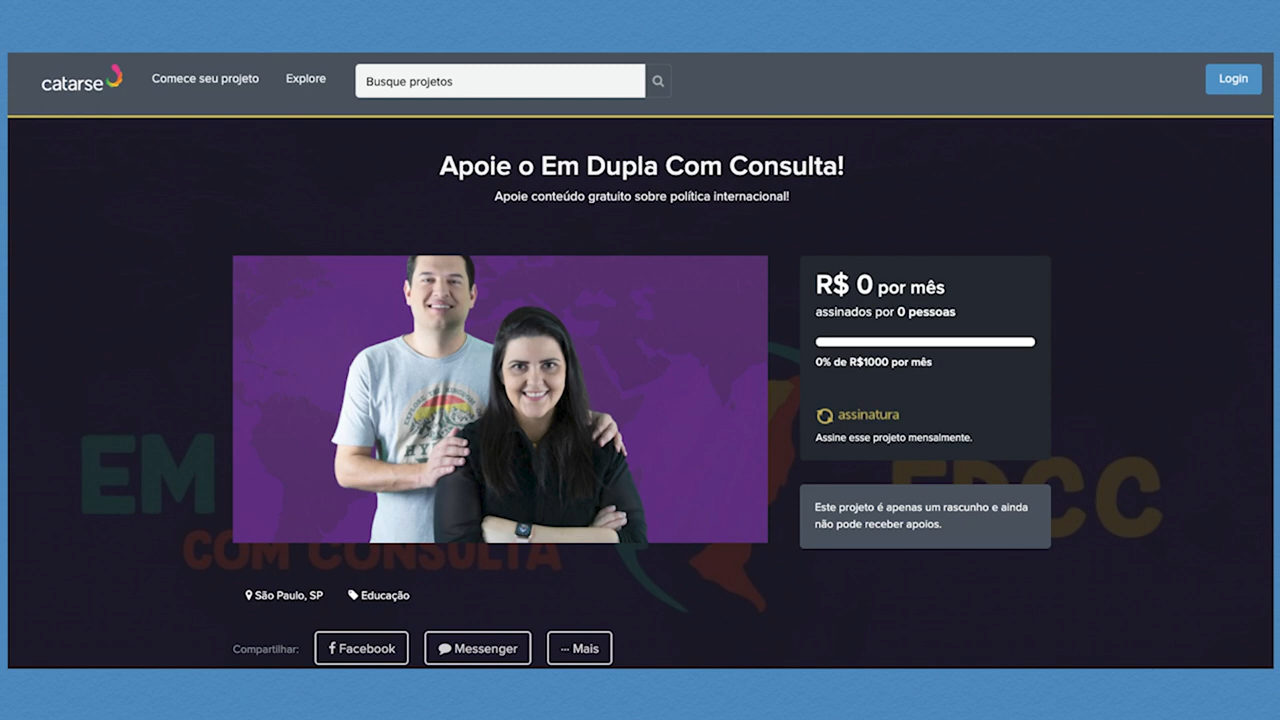 catarse
Comece seu projeto
Explore
Busque projetos
Login
Apoie o Em Dupla Com Consulta!
Apoie conteúdo gratuito sobre política internacional!
R$ 0 por mês
assinados por 0 pessoas
0% de R$1000 por mês
assinatura
Assine esse projeto mensalmente.
Este projeto é apenas um rascunho e ainda
não pode receber apoios.
EM
EDCC
COM CONSULTA
São Paulo, SP
Educação
Compartilhar:
Facebook
Messenger
··· Mais